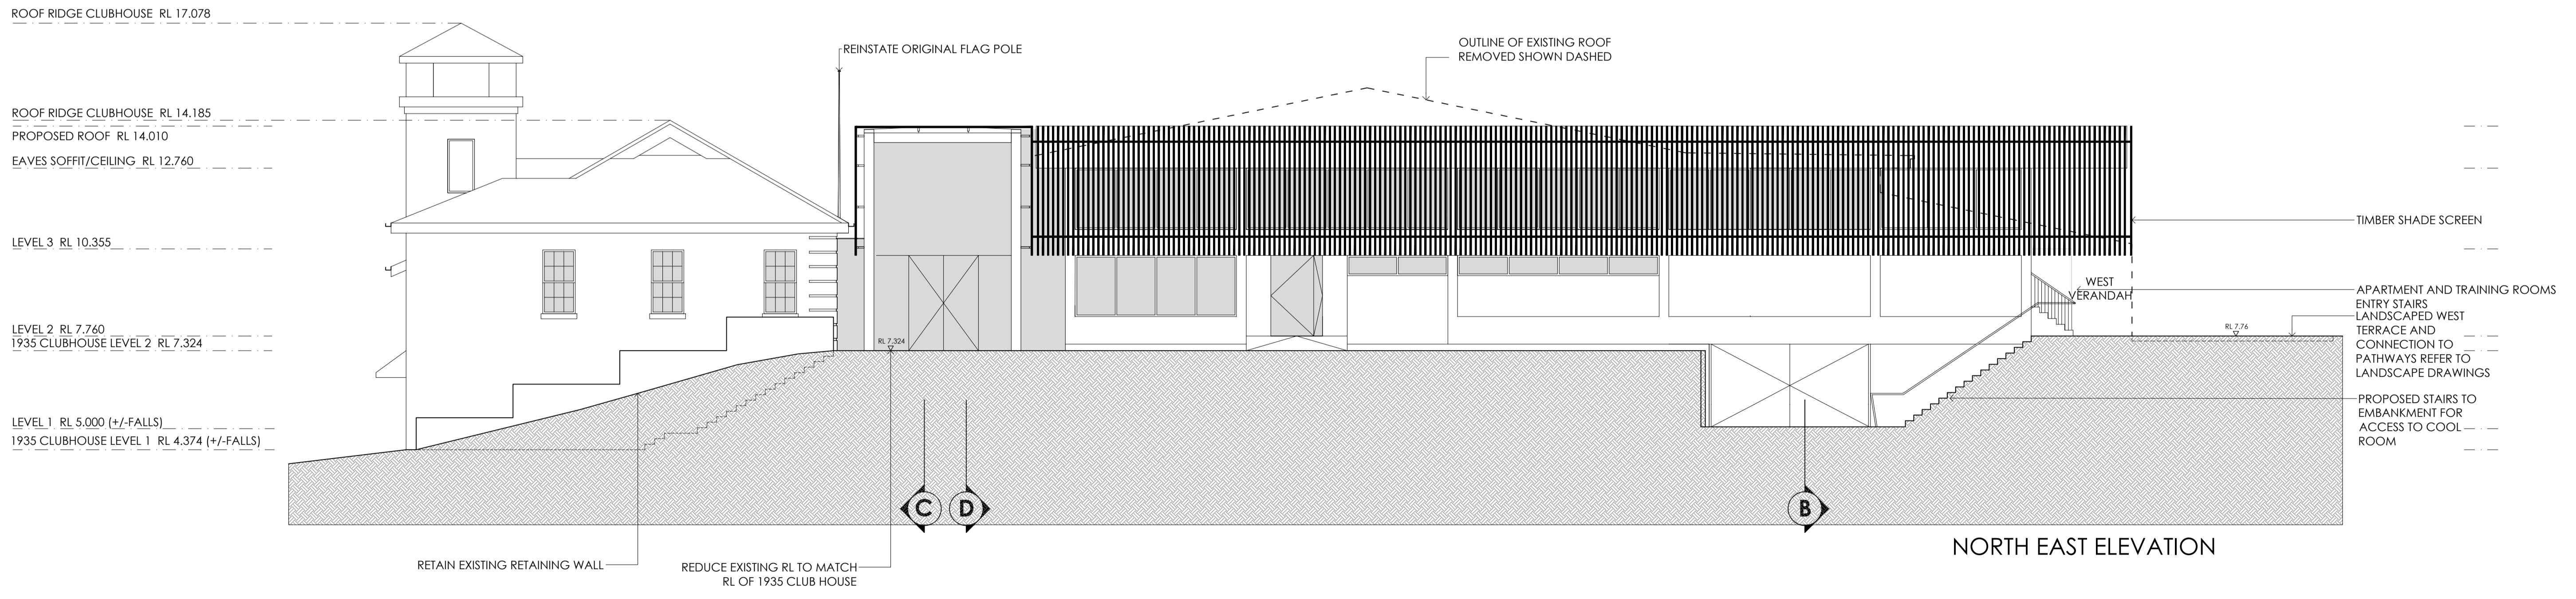 ROOF RIDGE CLUBHOUSE RL 17.078
ROOF RIDGE CLUBHOUSE RL 14.185
PROPOSED ROOF RL 14.010
EAVES SOFFIT/CEILING RL 12.760
LEVEL 3 RL 10.355
LEVEL 2 RL 7.760
1935 CLUBHOUSE LEVEL 2 RL 7.324
LEVEL 1 RL 5.000 (+/-FALLS)
1935 CLUBHOUSE LEVEL 1 RL 4.374 (+/-FALLS)
REINSTATE ORIGINAL FLAG POLE
OUTLINE OF EXISTING ROOF
REMOVED SHOWN DASHED
TIMBER SHADE SCREEN
WEST
VERANDAH
APARTMENT AND TRAINING ROOMS
ENTRY STAIRS
LANDSCAPED WEST
TERRACE AND
CONNECTION TO
PATHWAYS REFER TO
LANDSCAPE DRAWINGS
PROPOSED STAIRS TO
EMBANKMENT FOR
ACCESS TO COOL
ROOM
RL 7.324
RL 7.76
C
D
B
RETAIN EXISTING RETAINING WALL
REDUCE EXISTING RL TO MATCH
RL OF 1935 CLUB HOUSE
NORTH EAST ELEVATION